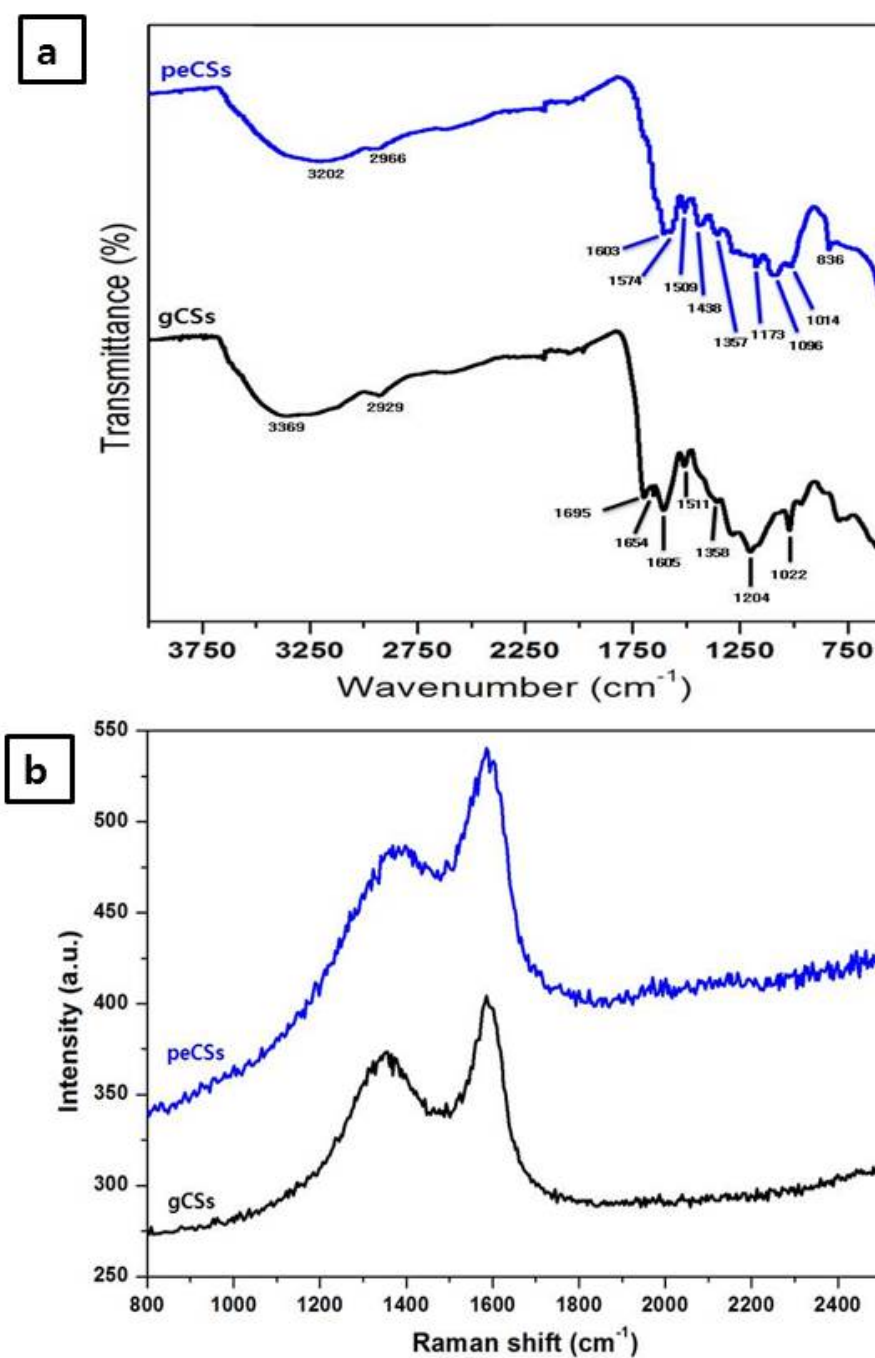 a
peCSs
3202
2966
1603
1574
1509
1438
1357
1173
1096
1014
836
gCSs
3369
2929
1695
1654
1605
1511
1358
1204
1022
Transmittance (%)
3750 3250 2750 2250 1750 1250 750
Wavenumber (cm⁻¹)
b
550
500
450
400
350
300
250
peCSs
gCSs
Intensity (a.u.)
800 1000 1200 1400 1600 1800 2000 2200 2400
Raman shift (cm⁻¹)